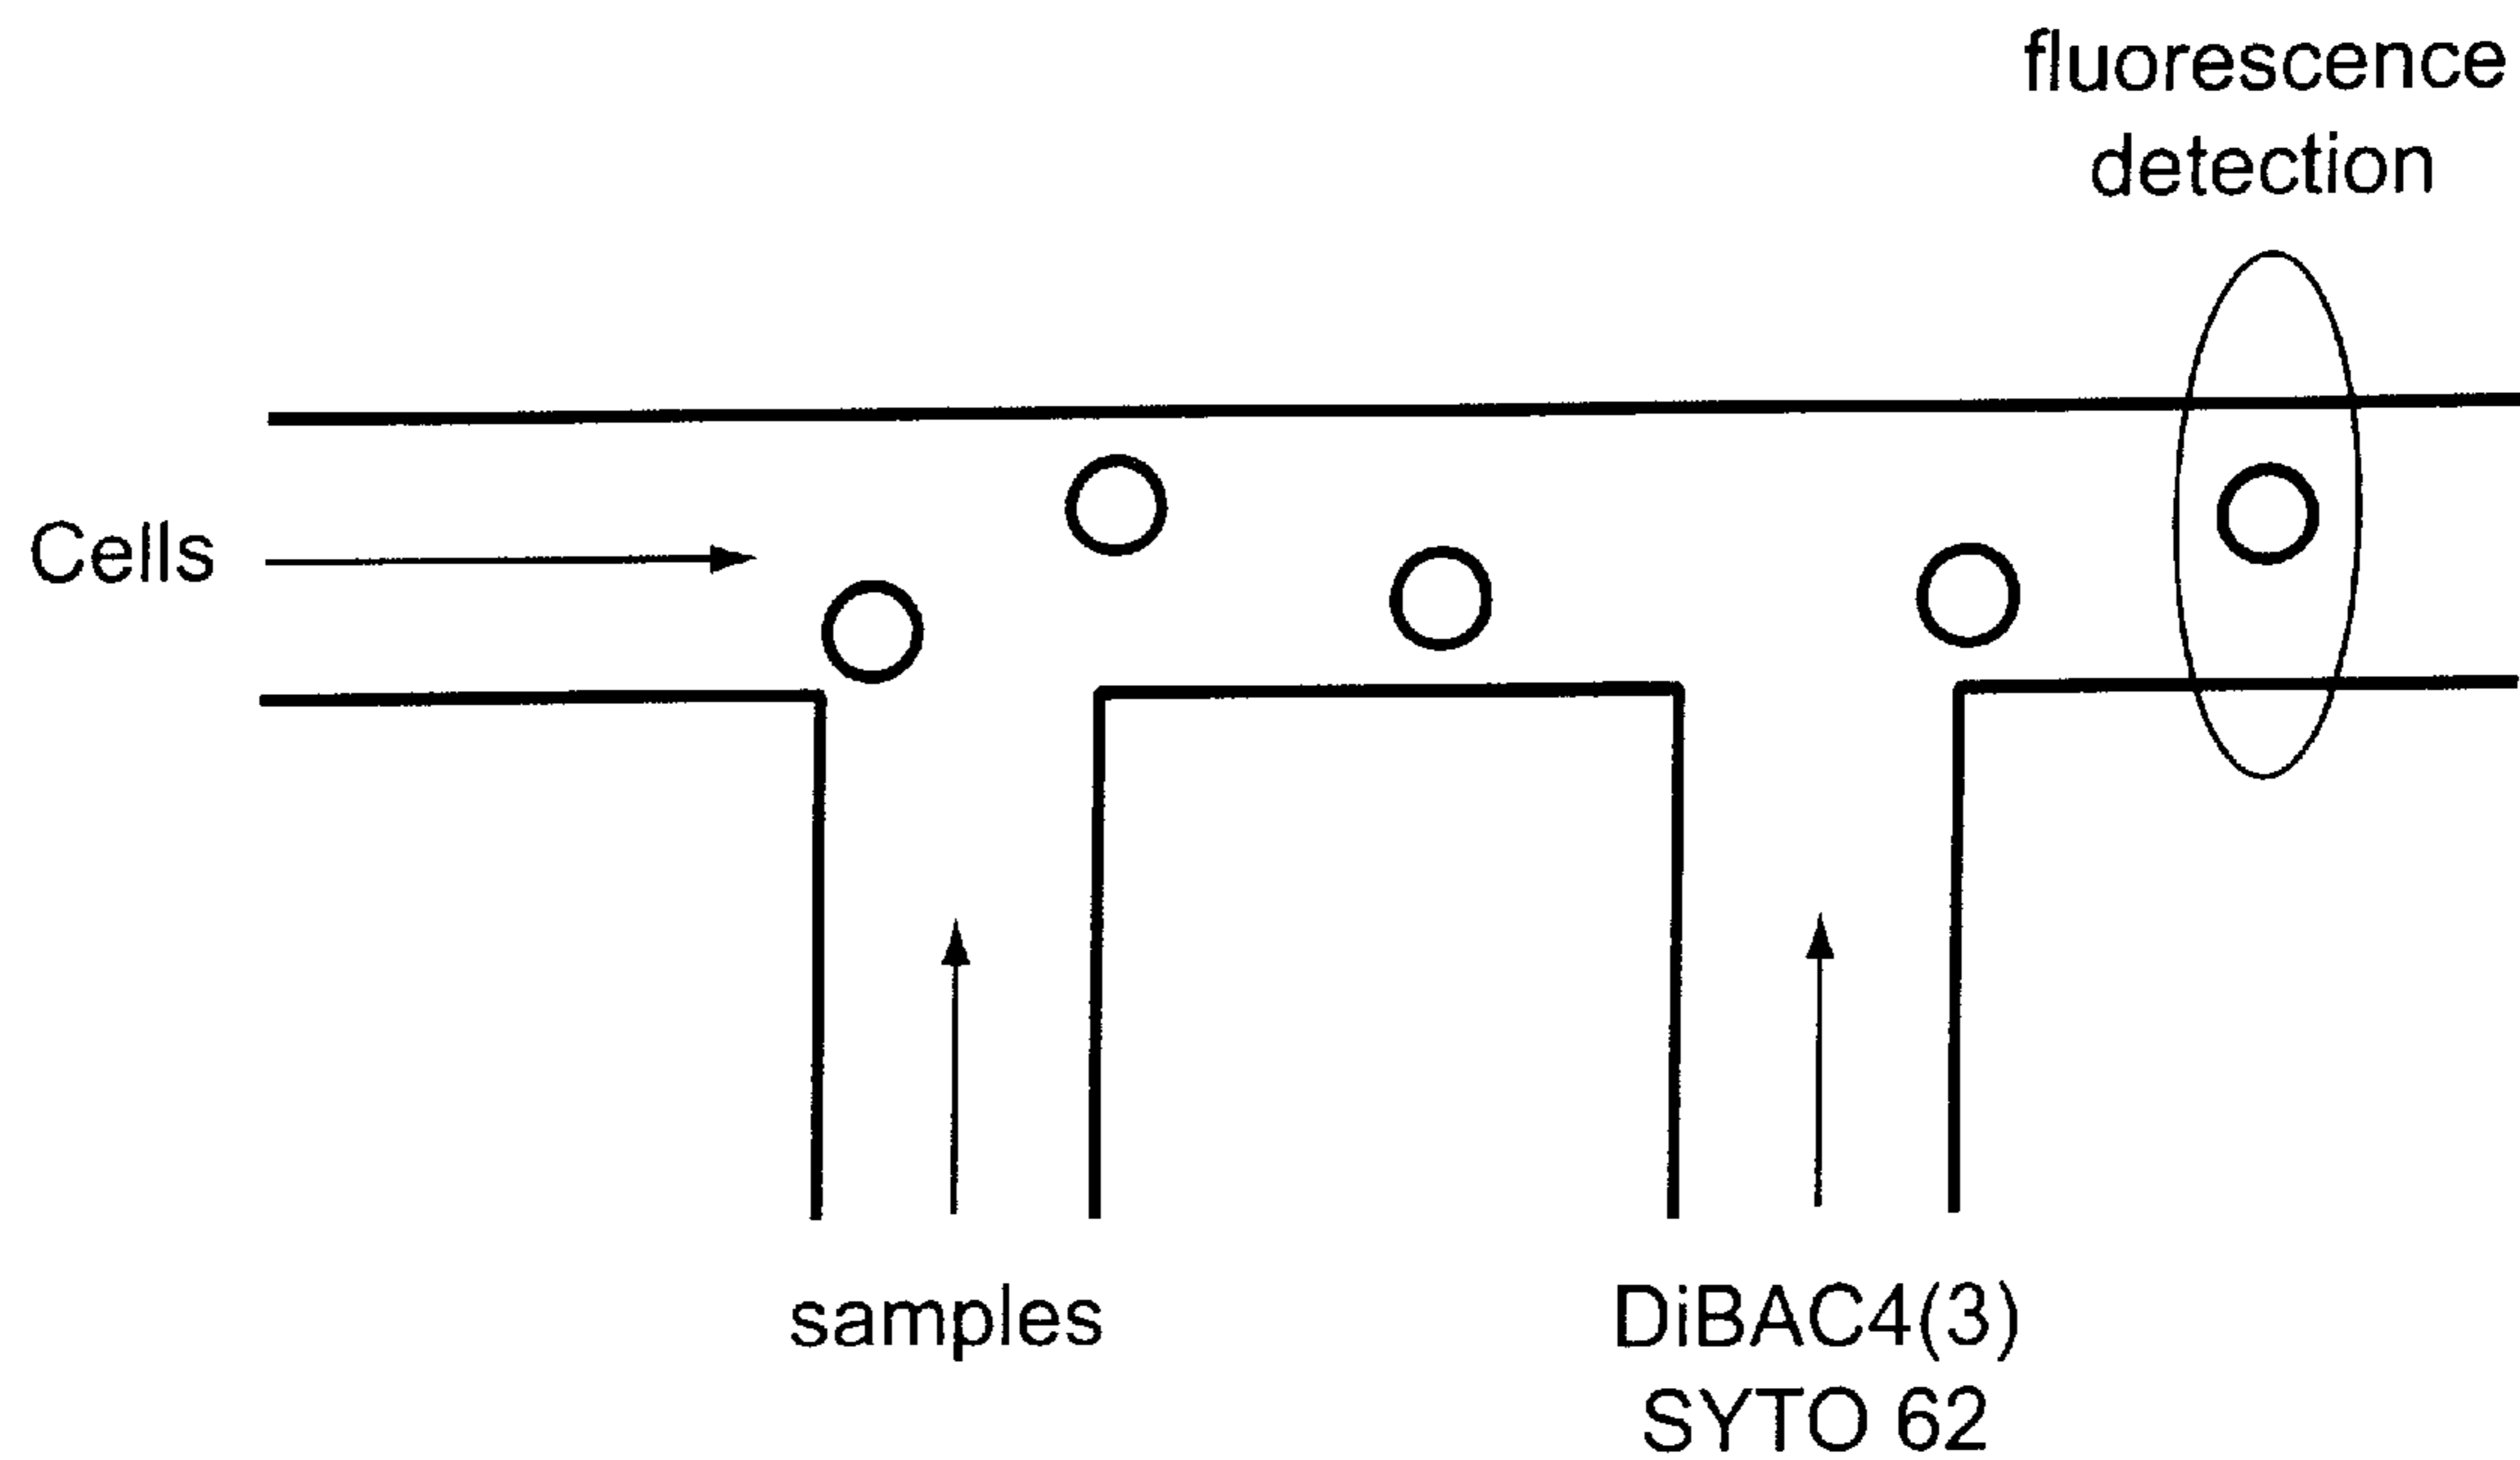 fluorescence
detection
Cells
samples
DiBAC4(3)
SYTO 62